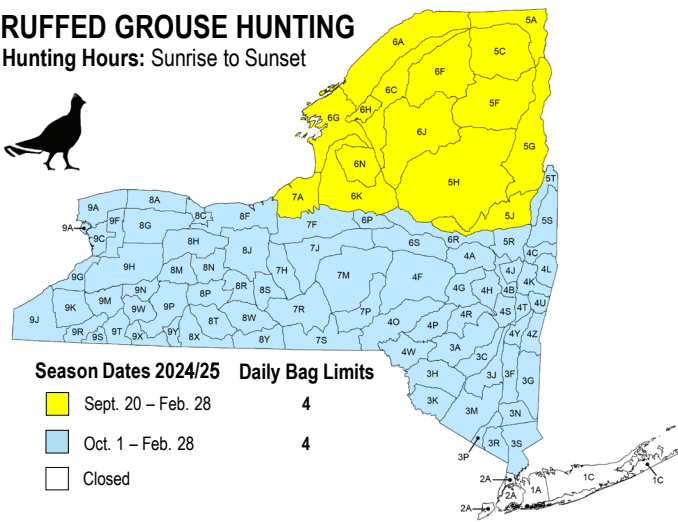 RUFFED GROUSE HUNTING
Hunting Hours: Sunrise to Sunset
5A
6A
5C
6F
6C
5F
6H
6G
6J
5G
6N
5H
5T
7A
6K
5J
9A
8A
8C
8F
9A
9F
8G
7F
6P
5S
9C
8H
7J
6S
6R
5R
8J
4A
4C
9G
9H
8M
8N
7H
7M
4F
4J
4L
9N
8R
8S
4G
4H
4B
4K
9J
9K
9M
9W
9P
8P
7R
7P
4R
4S
4T
4U
8T
8W
4O
4P
9R
9S
9T
9X
9Y
8X
8Y
7S
4Y
4Z
4W
3A
3C
3H
3J
3F
3G
3K
3M
3N
3P
3R
3S
2A
2A
1A
1C
1C
2A
Season Dates 2024/25 Daily Bag Limits
Sept. 20 – Feb. 28 4
Oct. 1 – Feb. 28 4
Closed